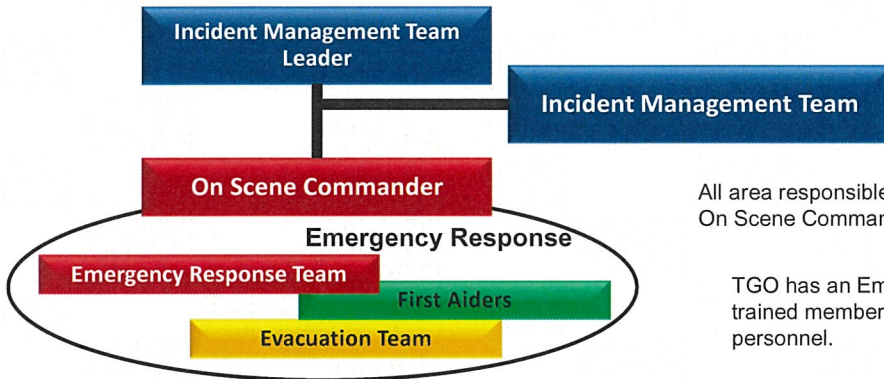 Incident Management Team
Leader
Incident Management Team
On Scene Commander
All area responsible
On Scene Comman
Emergency Response
Emergency Response Team
First Aiders
TGO has an Em
trained member
personnel.
Evacuation Team